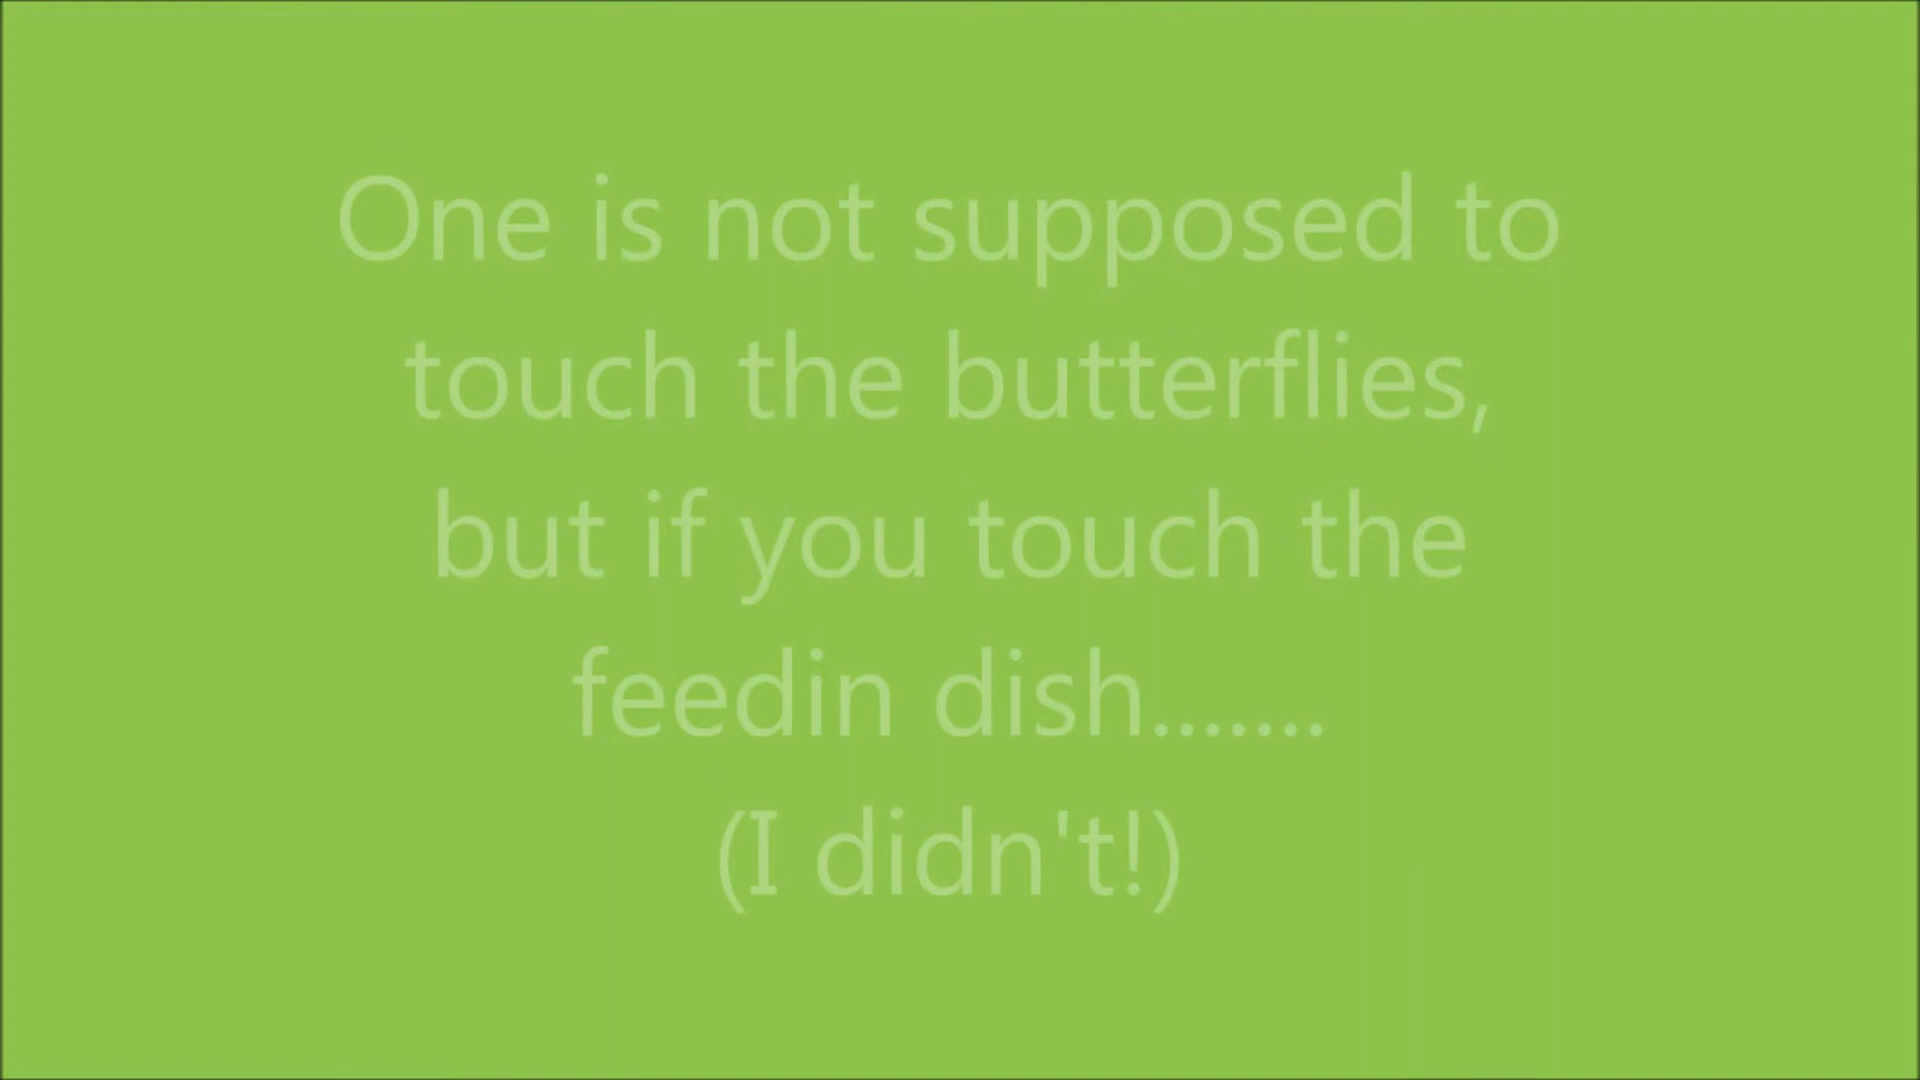 One is not supposed to
touch the butterflies,
but if you touch the
feedin dish.......
(I didn't!)